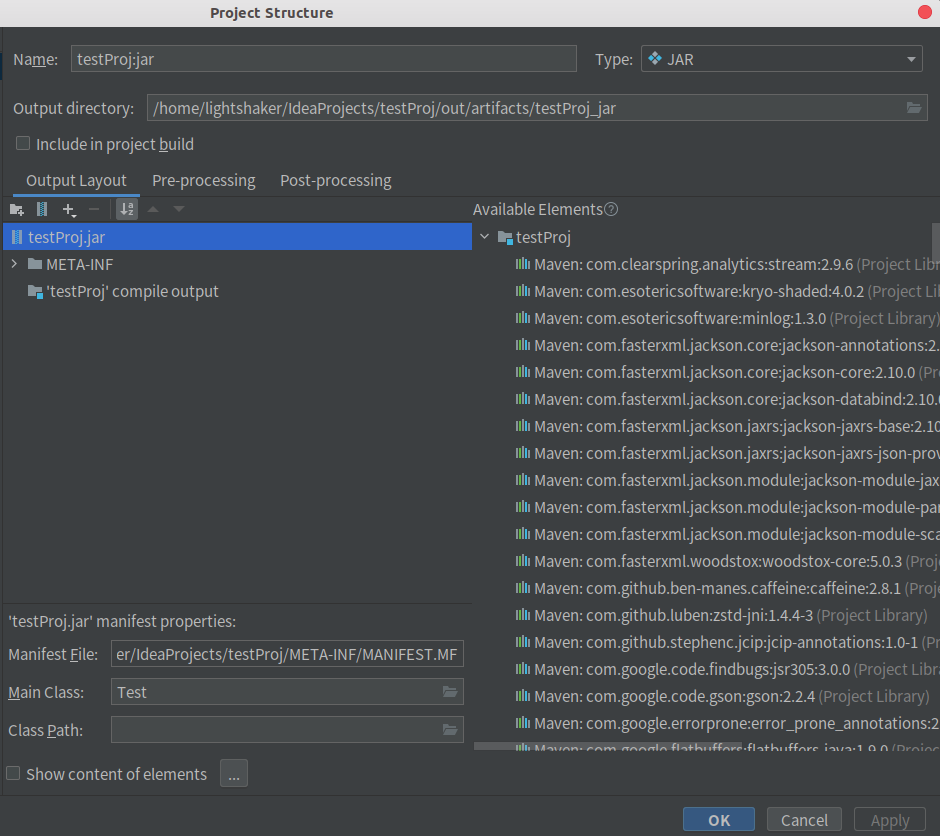 Project Structure
Name: testProj:jar
Type: JAR
Output directory: /home/lightshaker/IdeaProjects/testProj/out/artifacts/testProj_jar
Include in project build
Output Layout Pre-processing Post-processing
Available Elements
testProj.jar
META-INF
'testProj' compile output
testProj
Maven: com.clearspring.analytics:stream:2.9.6 (Project Libr
Maven: com.esotericsoftware:kryo-shaded:4.0.2 (Project Li
Maven: com.esotericsoftware:minlog:1.3.0 (Project Library)
Maven: com.fasterxml.jackson.core:jackson-annotations:2.
Maven: com.fasterxml.jackson.core:jackson-core:2.10.0 (Pr
Maven: com.fasterxml.jackson.core:jackson-databind:2.10.
Maven: com.fasterxml.jackson.jaxrs:jackson-jaxrs-base:2.10
Maven: com.fasterxml.jackson.jaxrs:jackson-jaxrs-json-prov
Maven: com.fasterxml.jackson.module:jackson-module-jax
Maven: com.fasterxml.jackson.module:jackson-module-par
Maven: com.fasterxml.jackson.module:jackson-module-sca
Maven: com.fasterxml.woodstox:woodstox-core:5.0.3 (Proj
Maven: com.github.ben-manes.caffeine:caffeine:2.8.1 (Proje
Maven: com.github.luben:zstd-jni:1.4.4-3 (Project Library)
Maven: com.github.stephenc.jcip:jcip-annotations:1.0-1 (Pr
Maven: com.google.code.findbugs:jsr305:3.0.0 (Project Libra
Maven: com.google.code.gson:gson:2.2.4 (Project Library)
Maven: com.google.errorprone:error_prone_annotations:2
Maven: com.google.flatbuffers:flatbuffers-java:1.9.0 (Projec
'testProj.jar' manifest properties:
Manifest File: er/IdeaProjects/testProj/META-INF/MANIFEST.MF
Main Class: Test
Class Path:
Show content of elements ...
OK Cancel Apply